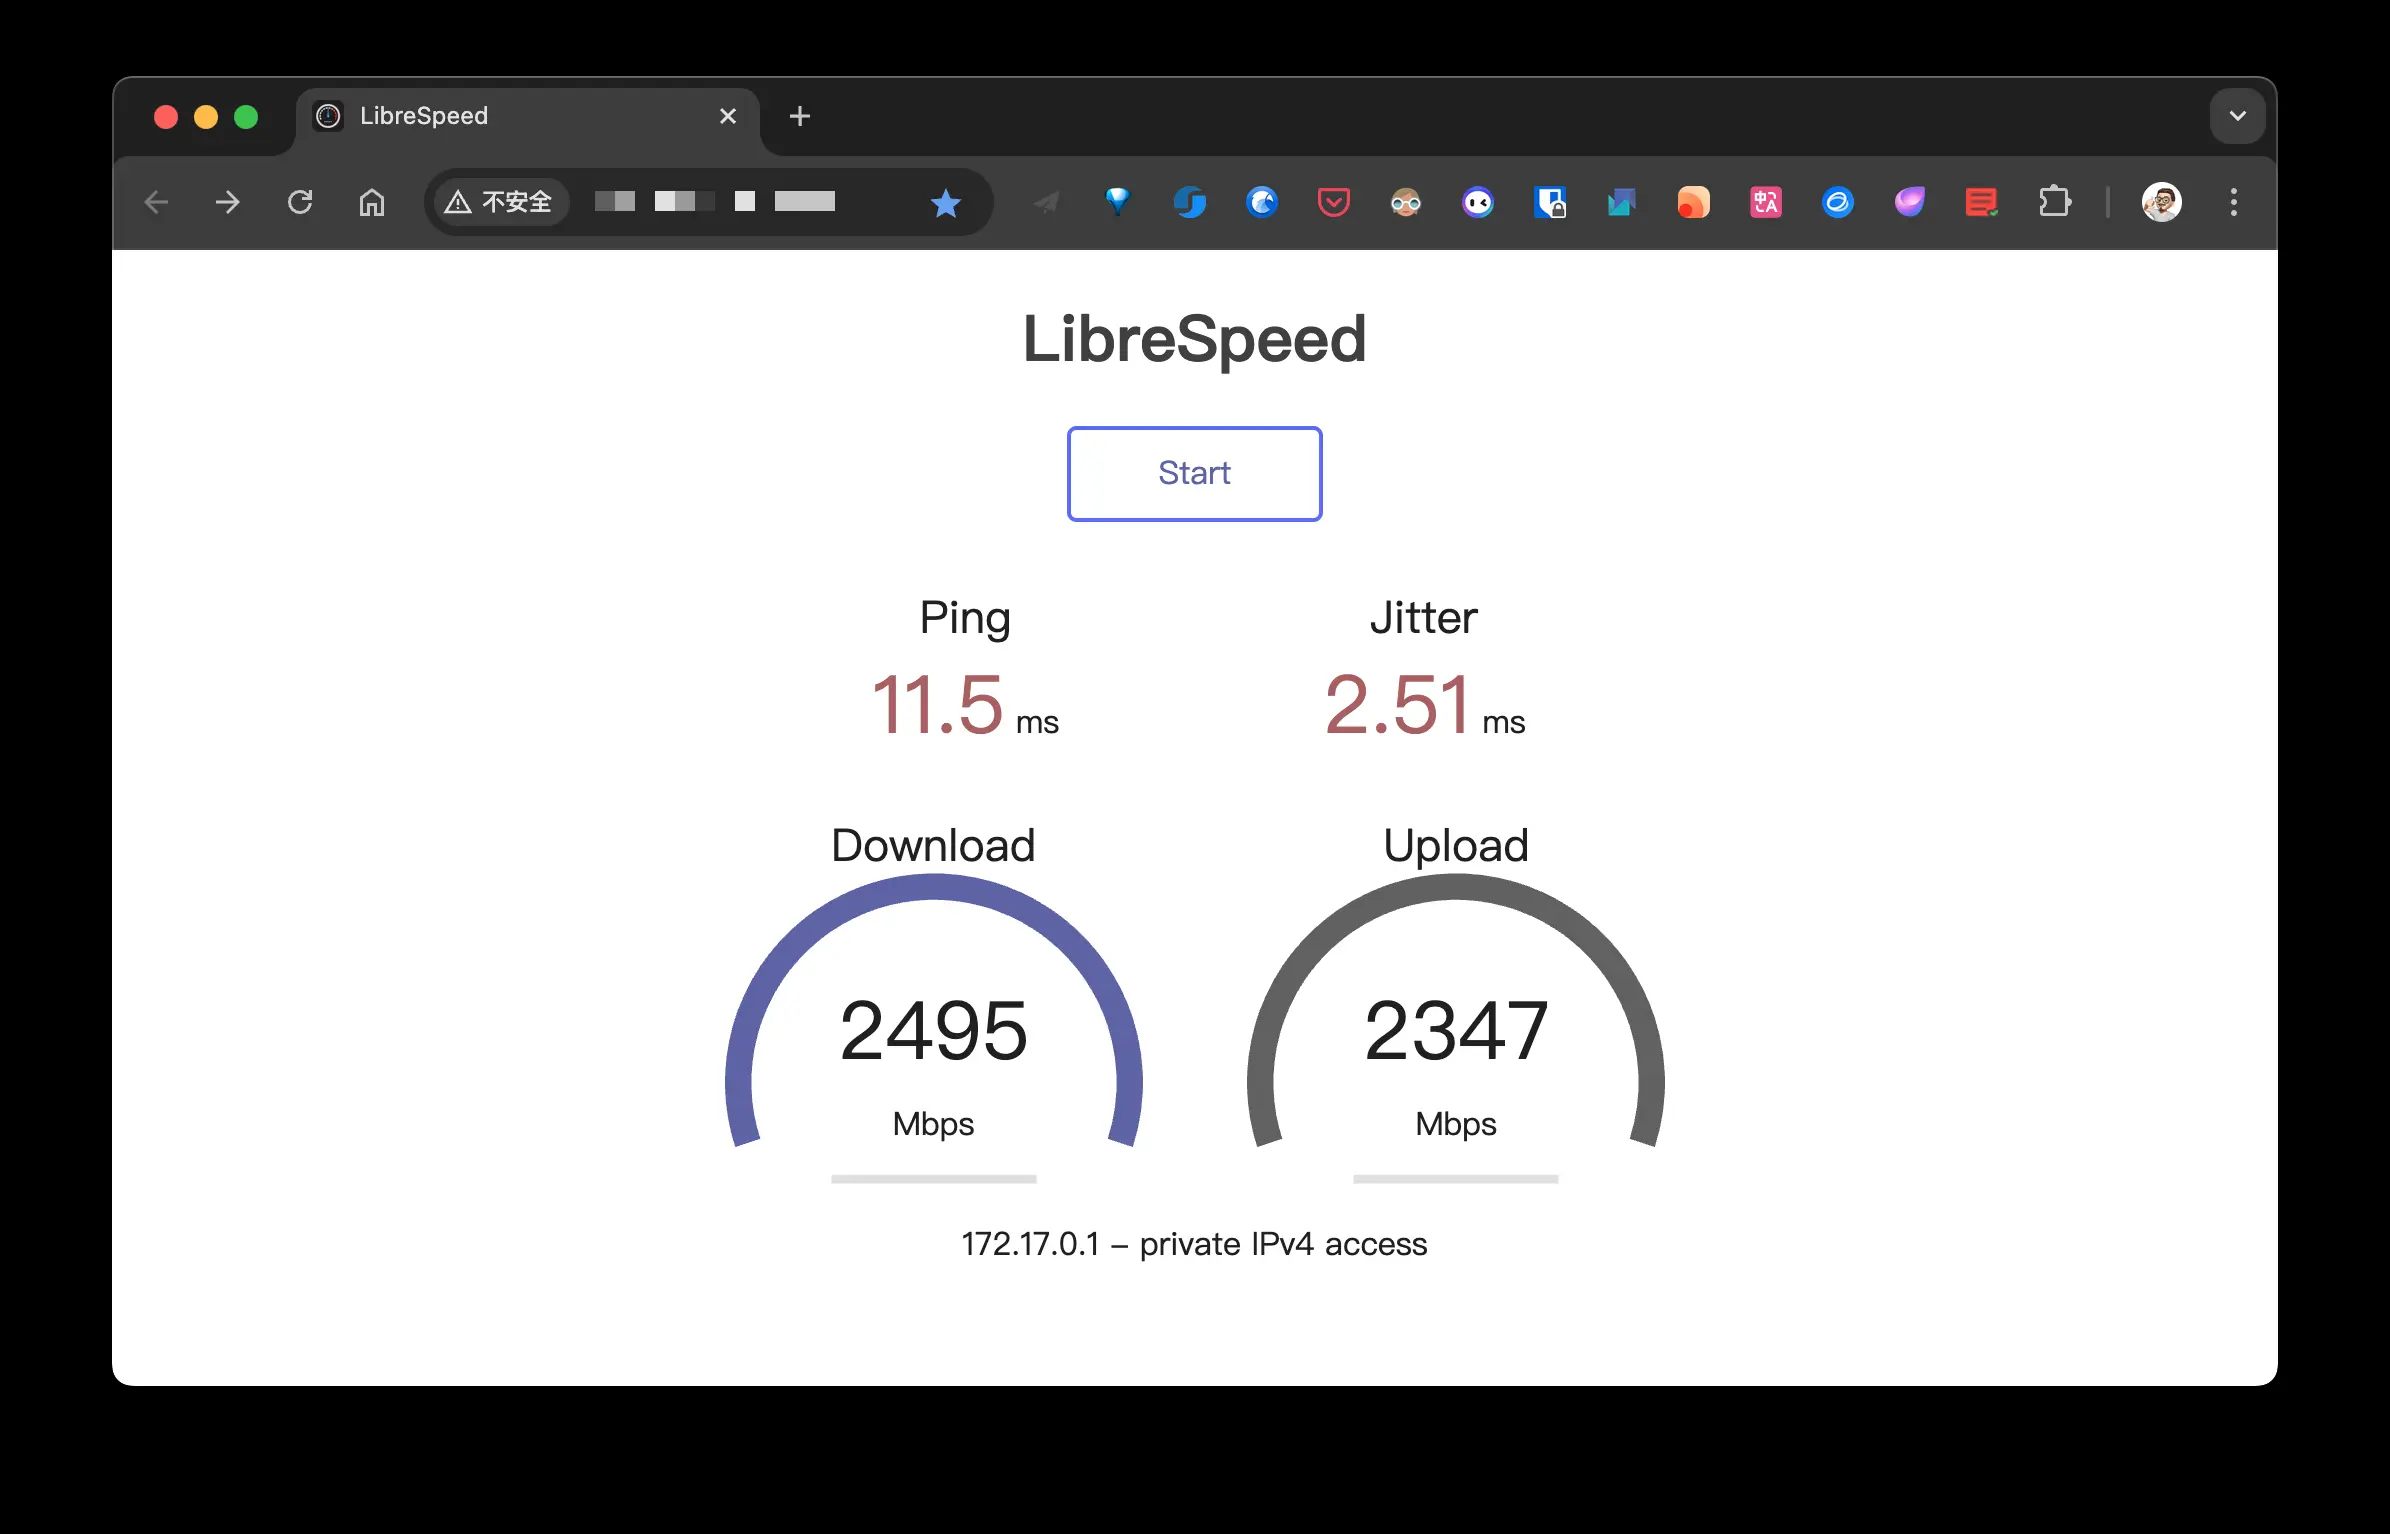 LibreSpeed
不安全
LibreSpeed
Start
Ping
Jitter
11.5 ms
2.51 ms
Download
Upload
2495
2347
Mbps
Mbps
172.17.0.1 – private IPv4 access